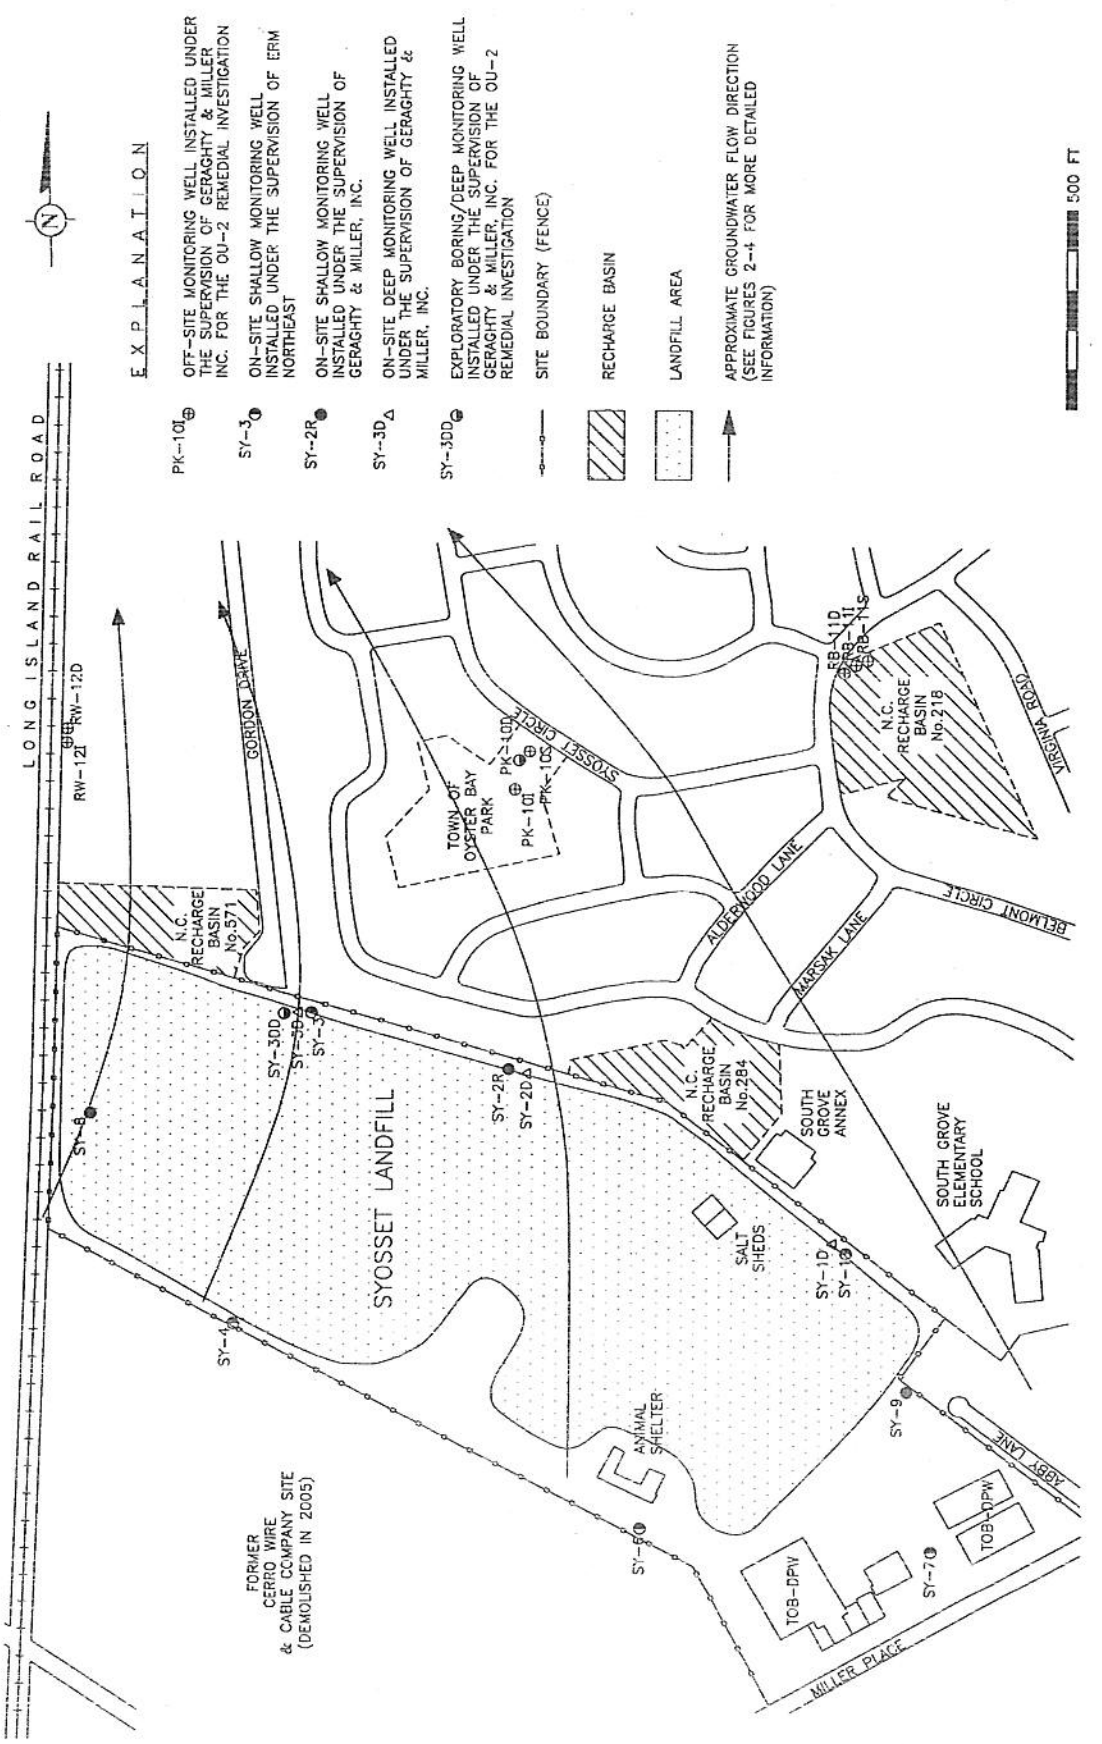 N
EXPLANATION
PK-10I
OFF-SITE MONITORING WELL INSTALLED UNDER
THE SUPERVISION OF GERAGHTY & MILLER
INC. FOR THE OU-2 REMEDIAL INVESTIGATION
SY-3
ON-SITE SHALLOW MONITORING WELL
INSTALLED UNDER THE SUPERVISION OF ERM
NORTHEAST
SY-2R
ON-SITE SHALLOW MONITORING WELL
INSTALLED UNDER THE SUPERVISION OF
GERAGHTY & MILLER, INC.
SY-3D
ON-SITE DEEP MONITORING WELL INSTALLED
UNDER THE SUPERVISION OF GERAGHTY &
MILLER, INC.
SY-3DD
EXPLORATORY BORING/DEEP MONITORING WELL
INSTALLED UNDER THE SUPERVISION OF
GERAGHTY & MILLER, INC. FOR THE OU-2
REMEDIAL INVESTIGATION
SITE BOUNDARY (FENCE)
RECHARGE BASIN
LANDFILL AREA
APPROXIMATE GROUNDWATER FLOW DIRECTION
(SEE FIGURES 2-4 FOR MORE DETAILED
INFORMATION)
500 FT
LONG ISLAND RAIL ROAD
RW-12D
RW-12I
GORDON DRIVE
N.C.
RECHARGE
BASIN
No.571
SY-8
SY-3DD
SY-3D
SY-3
SY-4
SYOSSET LANDFILL
SY-2R
SY-2D
TOWN OF
OYSTER BAY
PARK
PK-10D
PK-10S
PK-10I
SYOSSET CIRCLE
RB-11D
RB-11I
RB-11S
N.C.
RECHARGE
BASIN
No.218
VIRGINIA ROAD
ALDERWOOD LANE
MARSAK LANE
BELMONT CIRCLE
N.C.
RECHARGE
BASIN
No.284
SOUTH
GROVE
ANNEX
SOUTH GROVE
ELEMENTARY
SCHOOL
SALT
SHEDS
SY-1D
SY-1
ANIMAL
SHELTER
SY-6
SY-9
ABBY LANE
TOB-DPW
TOB-DPW
SY-7
MILLER PLACE
FORMER
CERRO WIRE
& CABLE COMPANY SITE
(DEMOLISHED IN 2005)